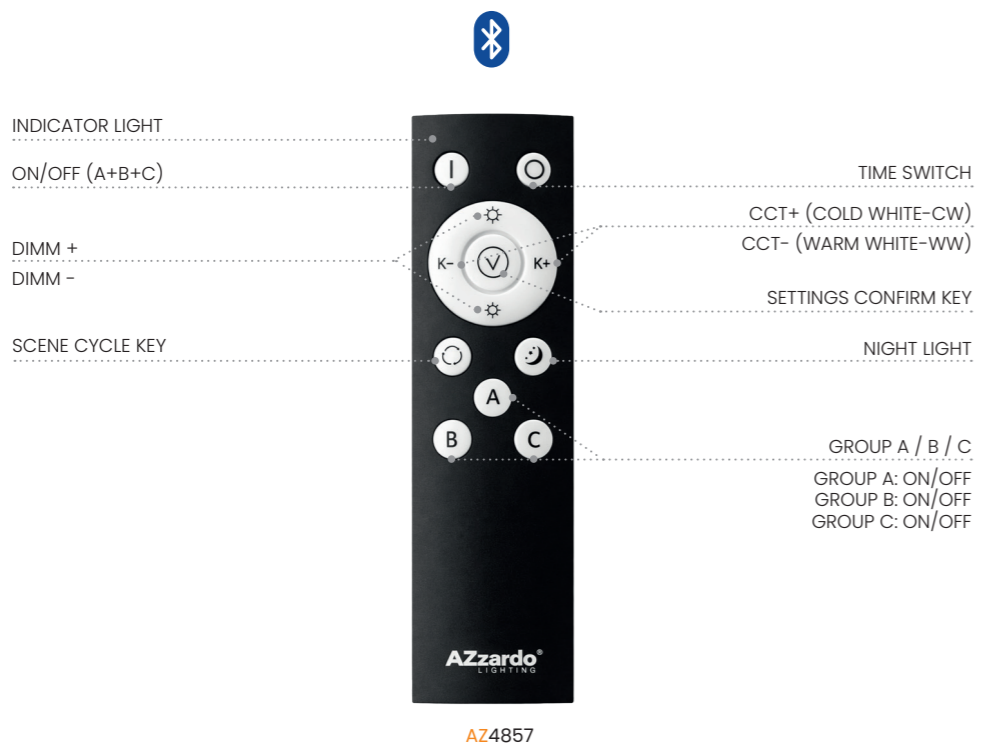 INDICATOR LIGHT
ON/OFF (A+B+C)
DIMM +
DIMM -
SCENE CYCLE KEY
K-
K+
A
B
C
AZzardo®
LIGHTING
AZ4857
TIME SWITCH
CCT+ (COLD WHITE-CW)
CCT- (WARM WHITE-WW)
SETTINGS CONFIRM KEY
NIGHT LIGHT
GROUP A / B / C
GROUP A: ON/OFF
GROUP B: ON/OFF
GROUP C: ON/OFF